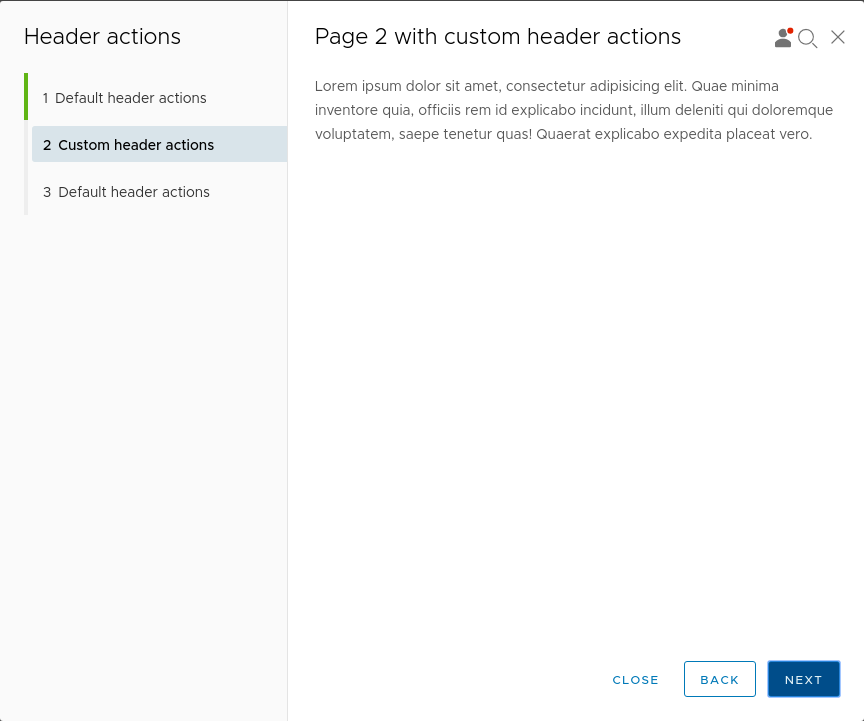 Header actions
1 Default header actions
2 Custom header actions
3 Default header actions
Page 2 with custom header actions
Lorem ipsum dolor sit amet, consectetur adipisicing elit. Quae minima
inventore quia, officiis rem id explicabo incidunt, illum deleniti qui doloremque
voluptatem, saepe tenetur quas! Quaerat explicabo expedita placeat vero.
CLOSE
BACK
NEXT